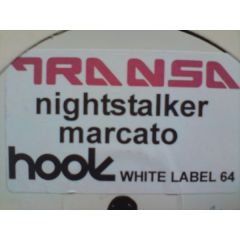 TRANSA
nightstalker
marcato
hook WHITE LABEL 64